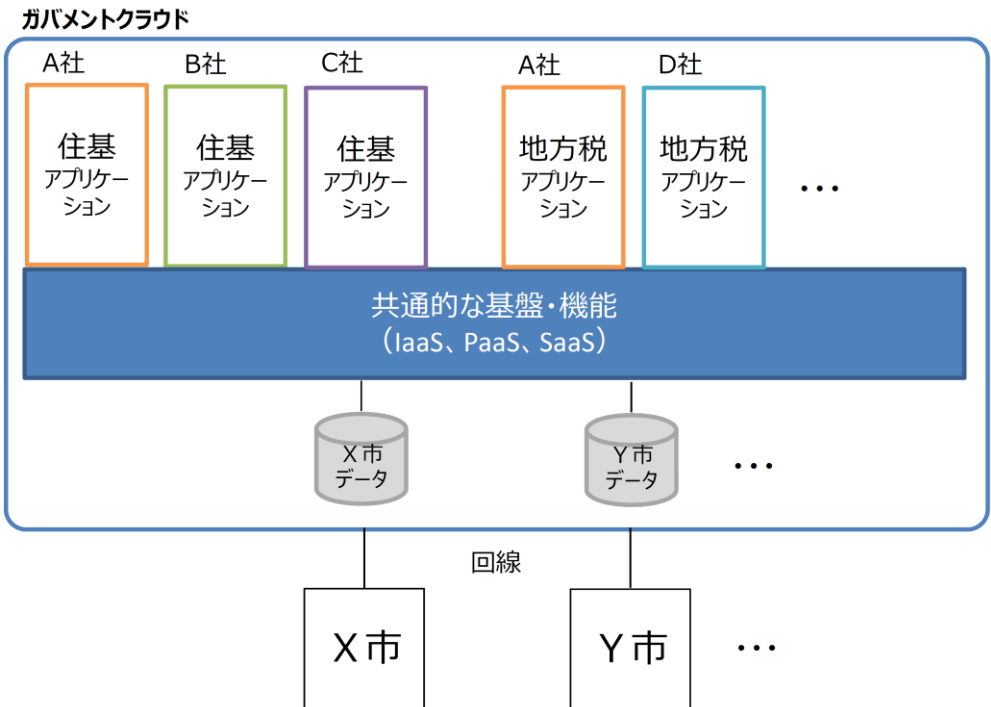 ガバメントクラウド
A社
B社
C社
A社
D社
住基
アプリケー
ション
住基
アプリケー
ション
住基
アプリケー
ション
地方税
アプリケー
ション
地方税
アプリケー
ション
・・・
共通的な基盤・機能
（IaaS、PaaS、SaaS）
X市
データ
Y市
データ
・・・
回線
X市
Y市
・・・